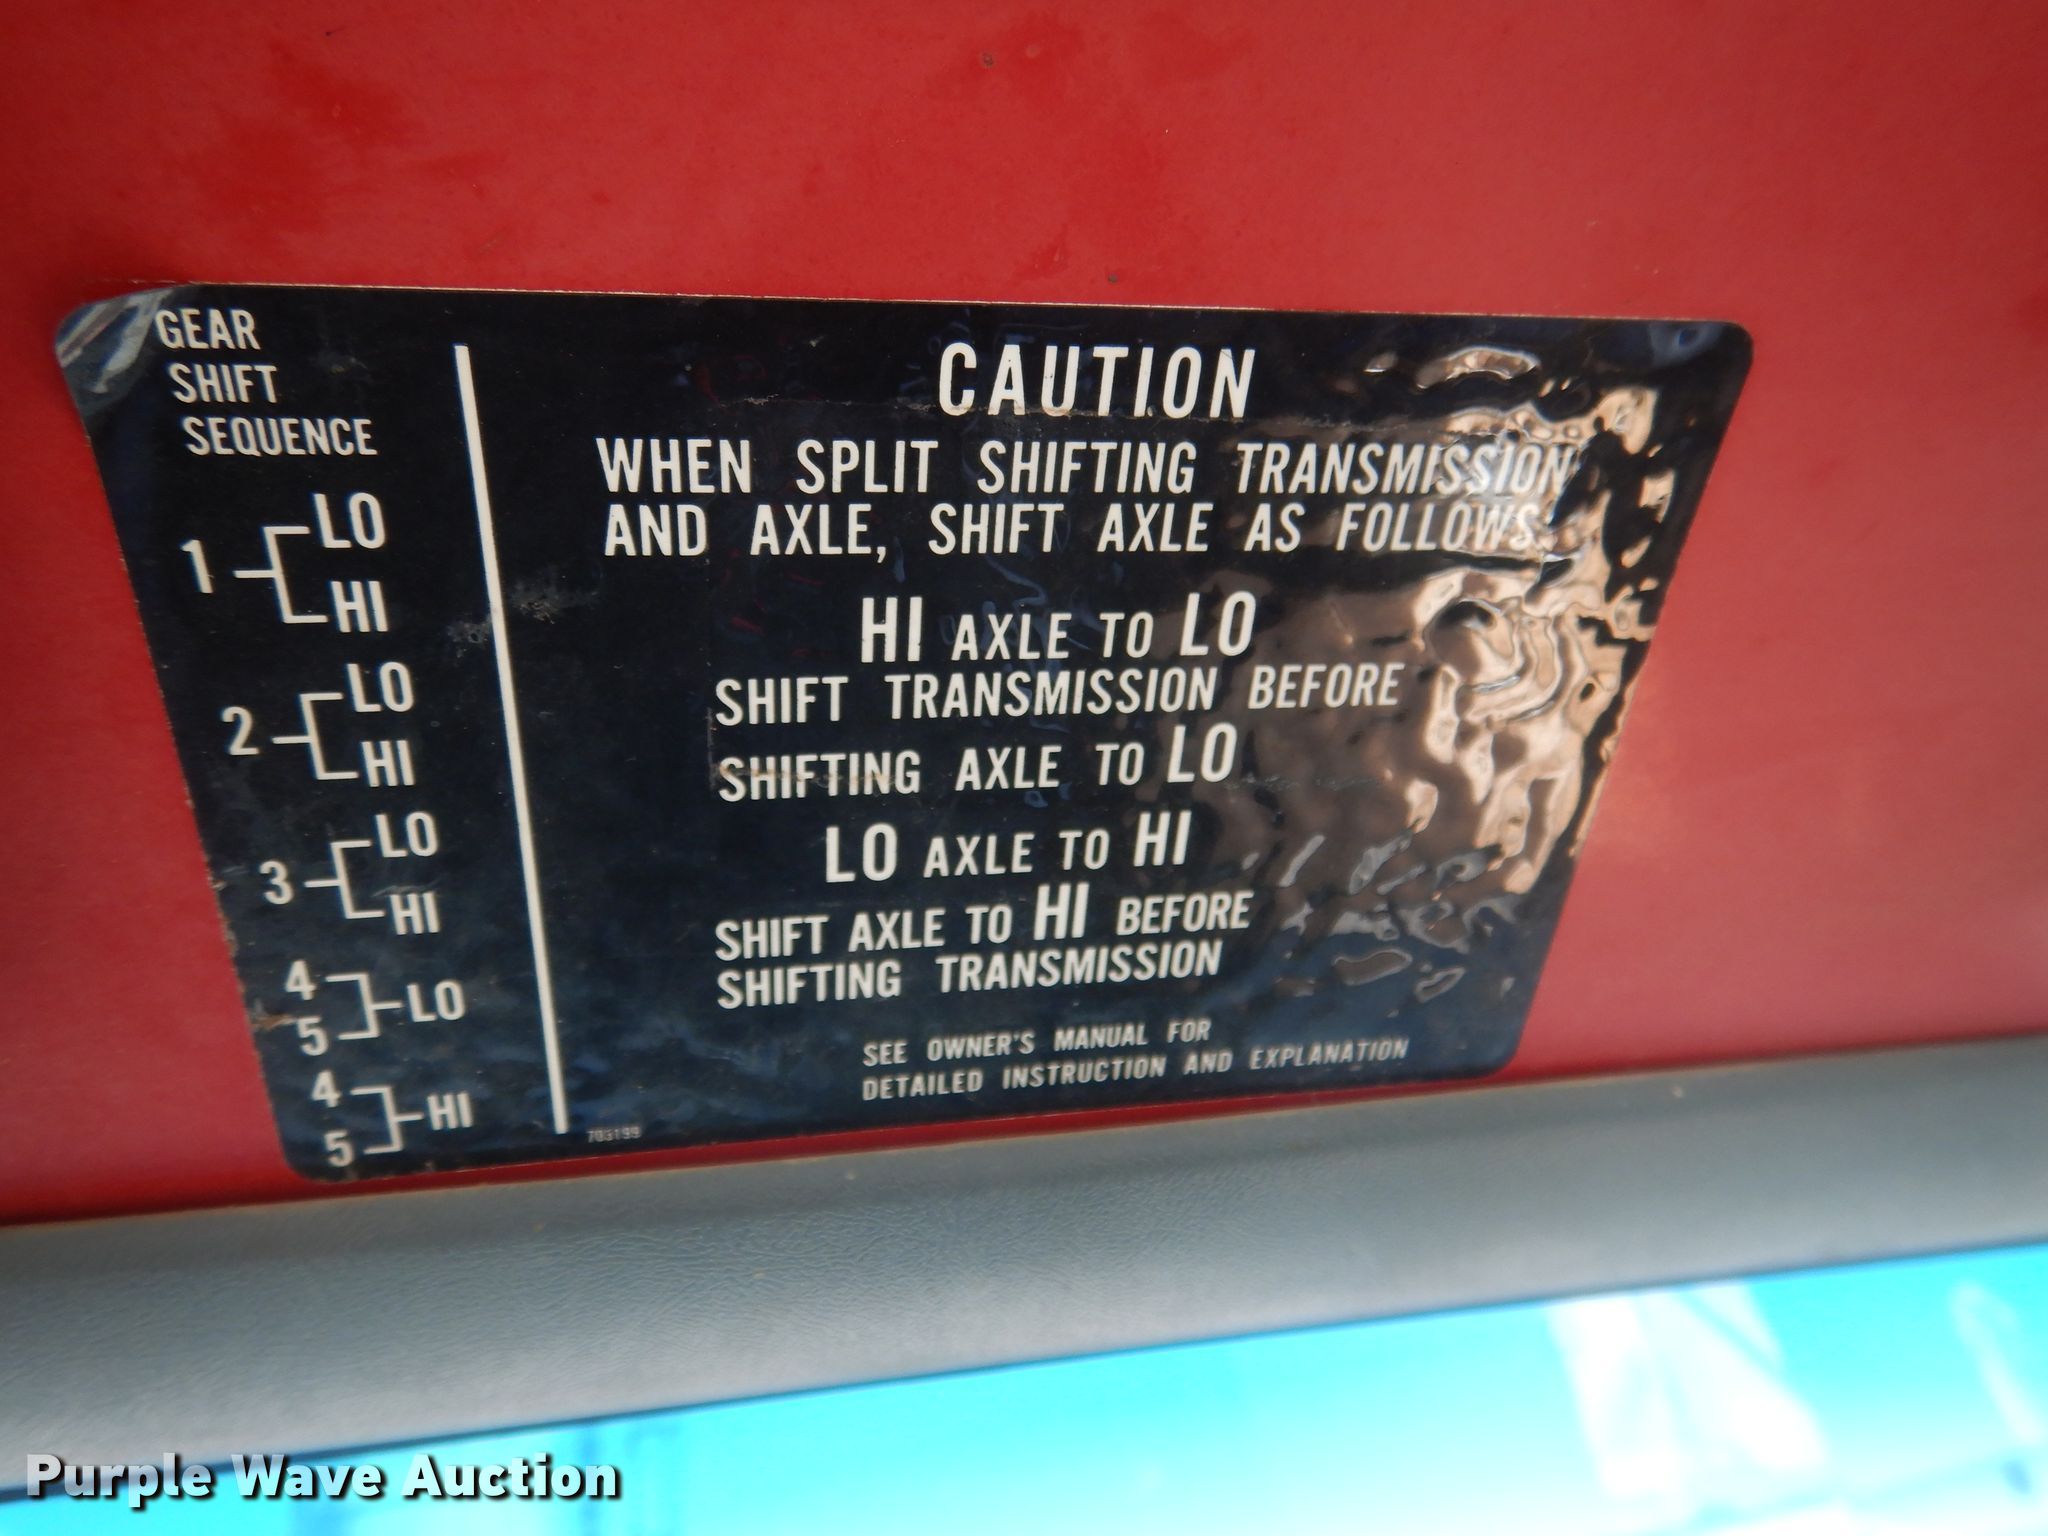 GEAR
SHIFT
SEQUENCE
1 LO
HI
2 LO
HI
3 LO
HI
4
5 LO
4
5 HI
CAUTION
WHEN SPLIT SHIFTING TRANSMISSION
AND AXLE, SHIFT AXLE AS FOLLOWS:
HI AXLE TO LO
SHIFT TRANSMISSION BEFORE
SHIFTING AXLE TO LO
LO AXLE TO HI
SHIFT AXLE TO HI BEFORE
SHIFTING TRANSMISSION
SEE OWNER'S MANUAL FOR
DETAILED INSTRUCTION AND EXPLANATION
703199
Purple Wave Auction